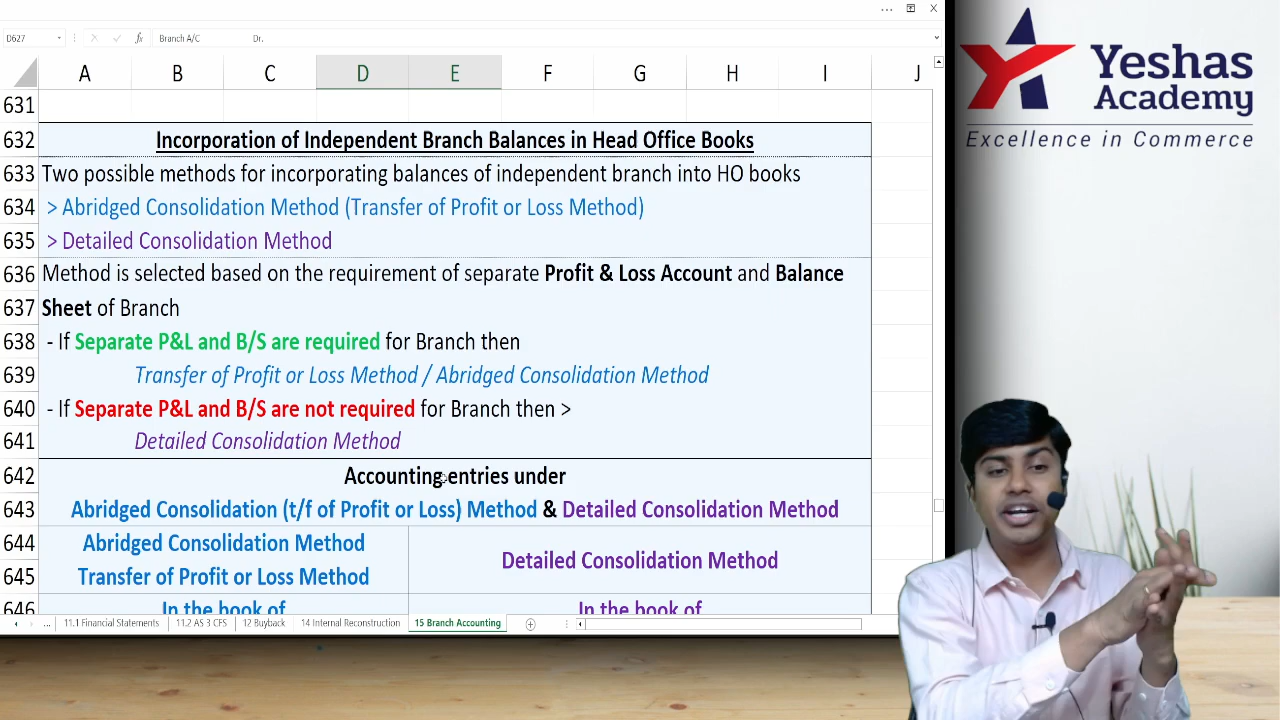 D627
Branch A/C
Dr.
A B C D E F G H I J
631
632 Incorporation of Independent Branch Balances in Head Office Books
633 Two possible methods for incorporating balances of independent branch into HO books
634 > Abridged Consolidation Method (Transfer of Profit or Loss Method)
635 > Detailed Consolidation Method
636 Method is selected based on the requirement of separate Profit & Loss Account and Balance
637 Sheet of Branch
638 - If Separate P&L and B/S are required for Branch then
639 Transfer of Profit or Loss Method / Abridged Consolidation Method
640 - If Separate P&L and B/S are not required for Branch then >
641 Detailed Consolidation Method
642 Accounting entries under
643 Abridged Consolidation (t/f of Profit or Loss) Method & Detailed Consolidation Method
644 Abridged Consolidation Method
645 Transfer of Profit or Loss Method
Detailed Consolidation Method
646 In the book of In the book of
... 11.1 Financial Statements 11.2 AS 3 CFS 12 Buyback 14 Internal Reconstruction 15 Branch Accounting
Yeshas
Academy
Excellence in Commerce